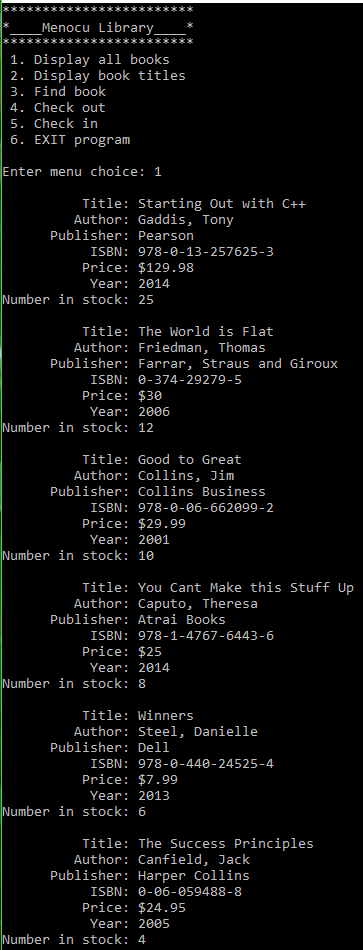 ************************
*____Menocu Library____*
************************
1. Display all books
2. Display book titles
3. Find book
4. Check out
5. Check in
6. EXIT program
Enter menu choice: 1
Title: Starting Out with C++
Author: Gaddis, Tony
Publisher: Pearson
ISBN: 978-0-13-257625-3
Price: $129.98
Year: 2014
Number in stock: 25
Title: The World is Flat
Author: Friedman, Thomas
Publisher: Farrar, Straus and Giroux
ISBN: 0-374-29279-5
Price: $30
Year: 2006
Number in stock: 12
Title: Good to Great
Author: Collins, Jim
Publisher: Collins Business
ISBN: 978-0-06-662099-2
Price: $29.99
Year: 2001
Number in stock: 10
Title: You Cant Make this Stuff Up
Author: Caputo, Theresa
Publisher: Atrai Books
ISBN: 978-1-4767-6443-6
Price: $25
Year: 2014
Number in stock: 8
Title: Winners
Author: Steel, Danielle
Publisher: Dell
ISBN: 978-0-440-24525-4
Price: $7.99
Year: 2013
Number in stock: 6
Title: The Success Principles
Author: Canfield, Jack
Publisher: Harper Collins
ISBN: 0-06-059488-8
Price: $24.95
Year: 2005
Number in stock: 4